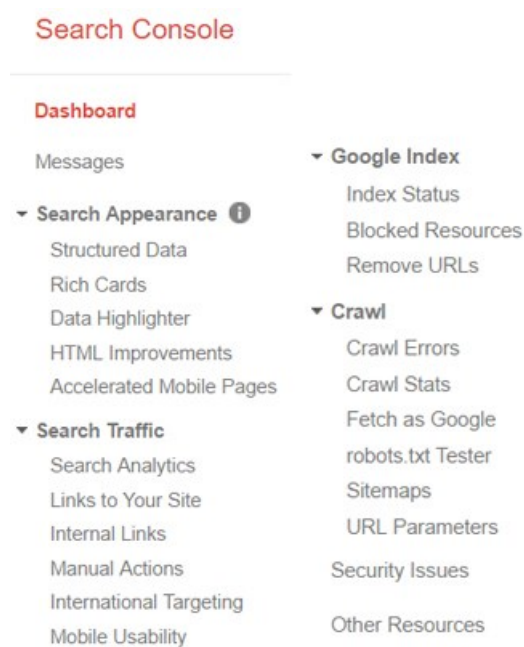 Search Console
Dashboard
Messages
Search Appearance
Structured Data
Rich Cards
Data Highlighter
HTML Improvements
Accelerated Mobile Pages
Search Traffic
Search Analytics
Links to Your Site
Internal Links
Manual Actions
International Targeting
Mobile Usability
Google Index
Index Status
Blocked Resources
Remove URLs
Crawl
Crawl Errors
Crawl Stats
Fetch as Google
robots.txt Tester
Sitemaps
URL Parameters
Security Issues
Other Resources